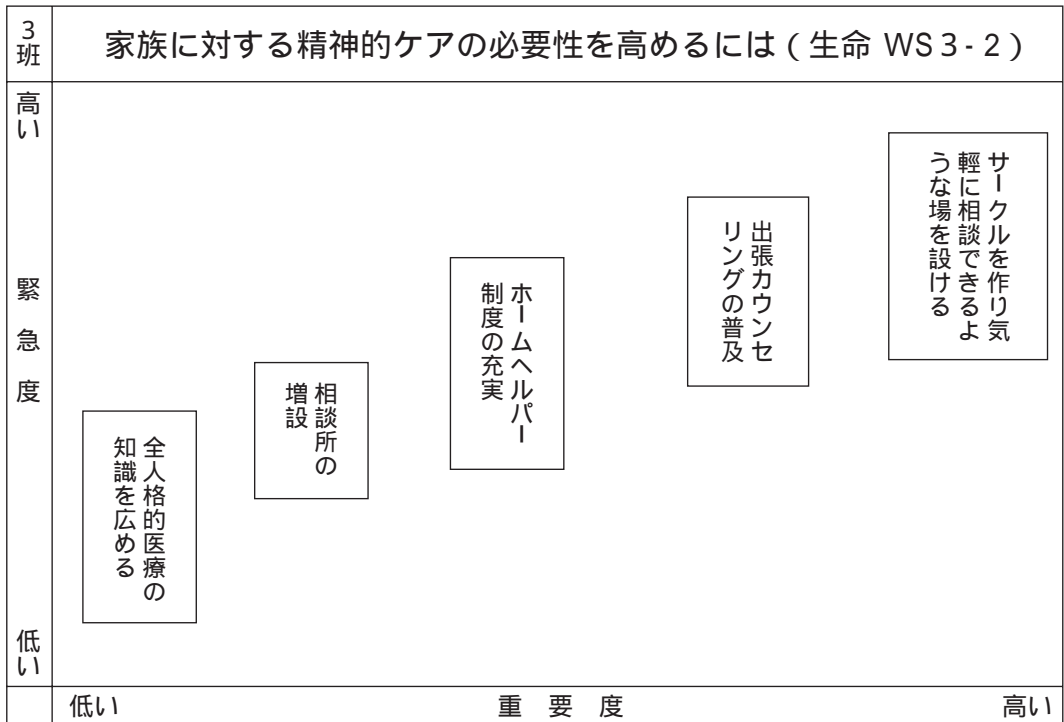 3班
家族に対する精神的ケアの必要性を高めるには（生命 WS3-2）
高い
緊急度
低い
全人格的医療の
知識を広める
相談所の
増設
ホームヘルパー
制度の充実
出張カウンセ
リングの普及
サークルを作り気
軽に相談できるよ
うな場を設ける
低い
重要度
高い